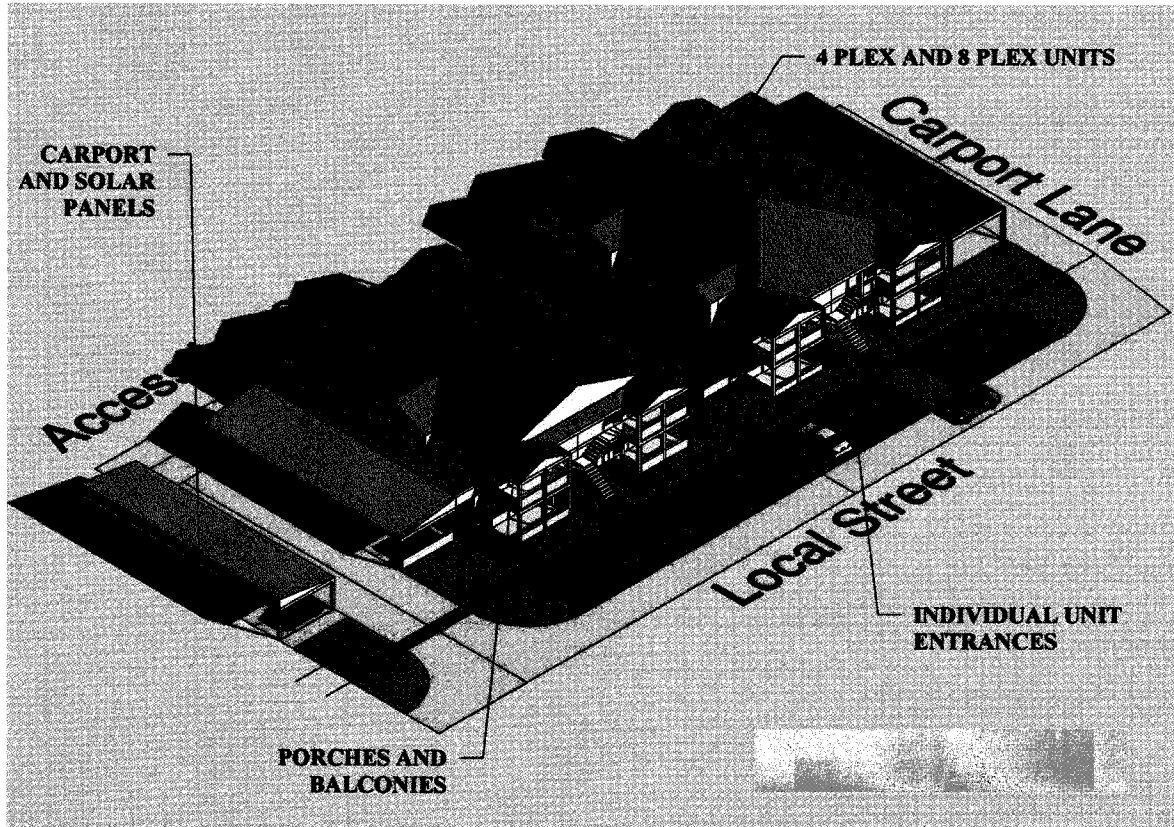 4 PLEX AND 8 PLEX UNITS
Carport Lane
CARPORT
AND SOLAR
PANELS
Local Street
INDIVIDUAL UNIT
ENTRANCES
PORCHES AND
BALCONIES